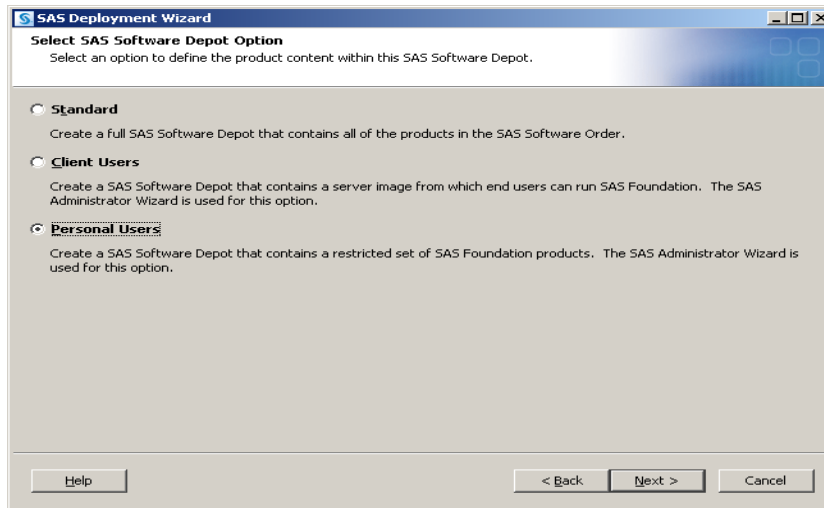 SAS Deployment Wizard
Select SAS Software Depot Option
Select an option to define the product content within this SAS Software Depot.
Standard
Create a full SAS Software Depot that contains all of the products in the SAS Software Order.
Client Users
Create a SAS Software Depot that contains a server image from which end users can run SAS Foundation. The SAS
Administrator Wizard is used for this option.
Personal Users
Create a SAS Software Depot that contains a restricted set of SAS Foundation products. The SAS Administrator Wizard is
used for this option.
Help
< Back
Next >
Cancel